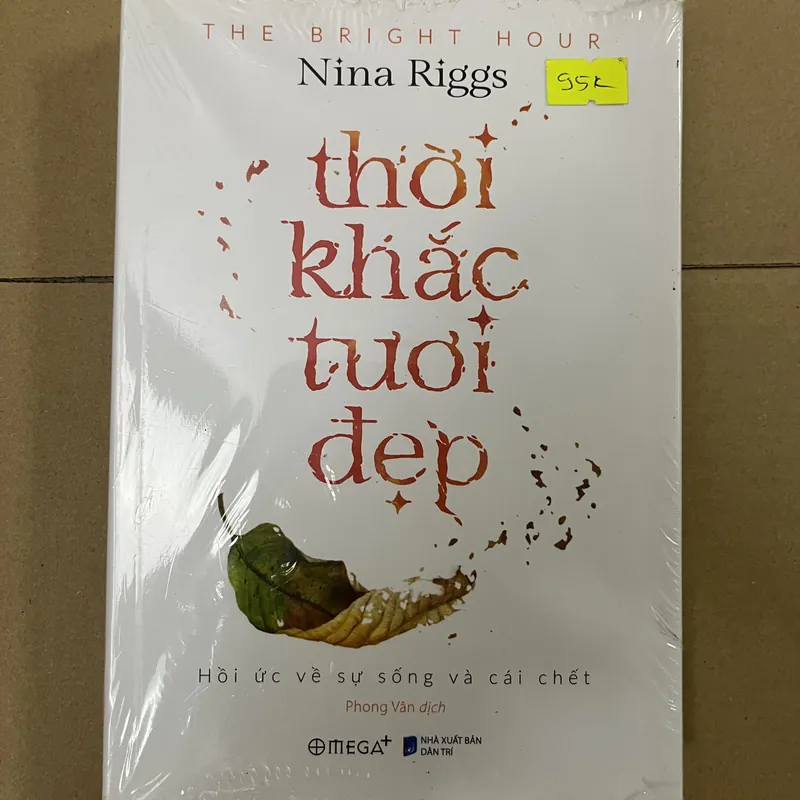 THE BRIGHT HOUR
Nina Riggs
95K
thời
khắc
tươi
đẹp
Hồi ức về sự sống và cái chết
Phong Vân dịch
OMEGA+
NHÀ XUẤT BẢN
DÂN TRÍ